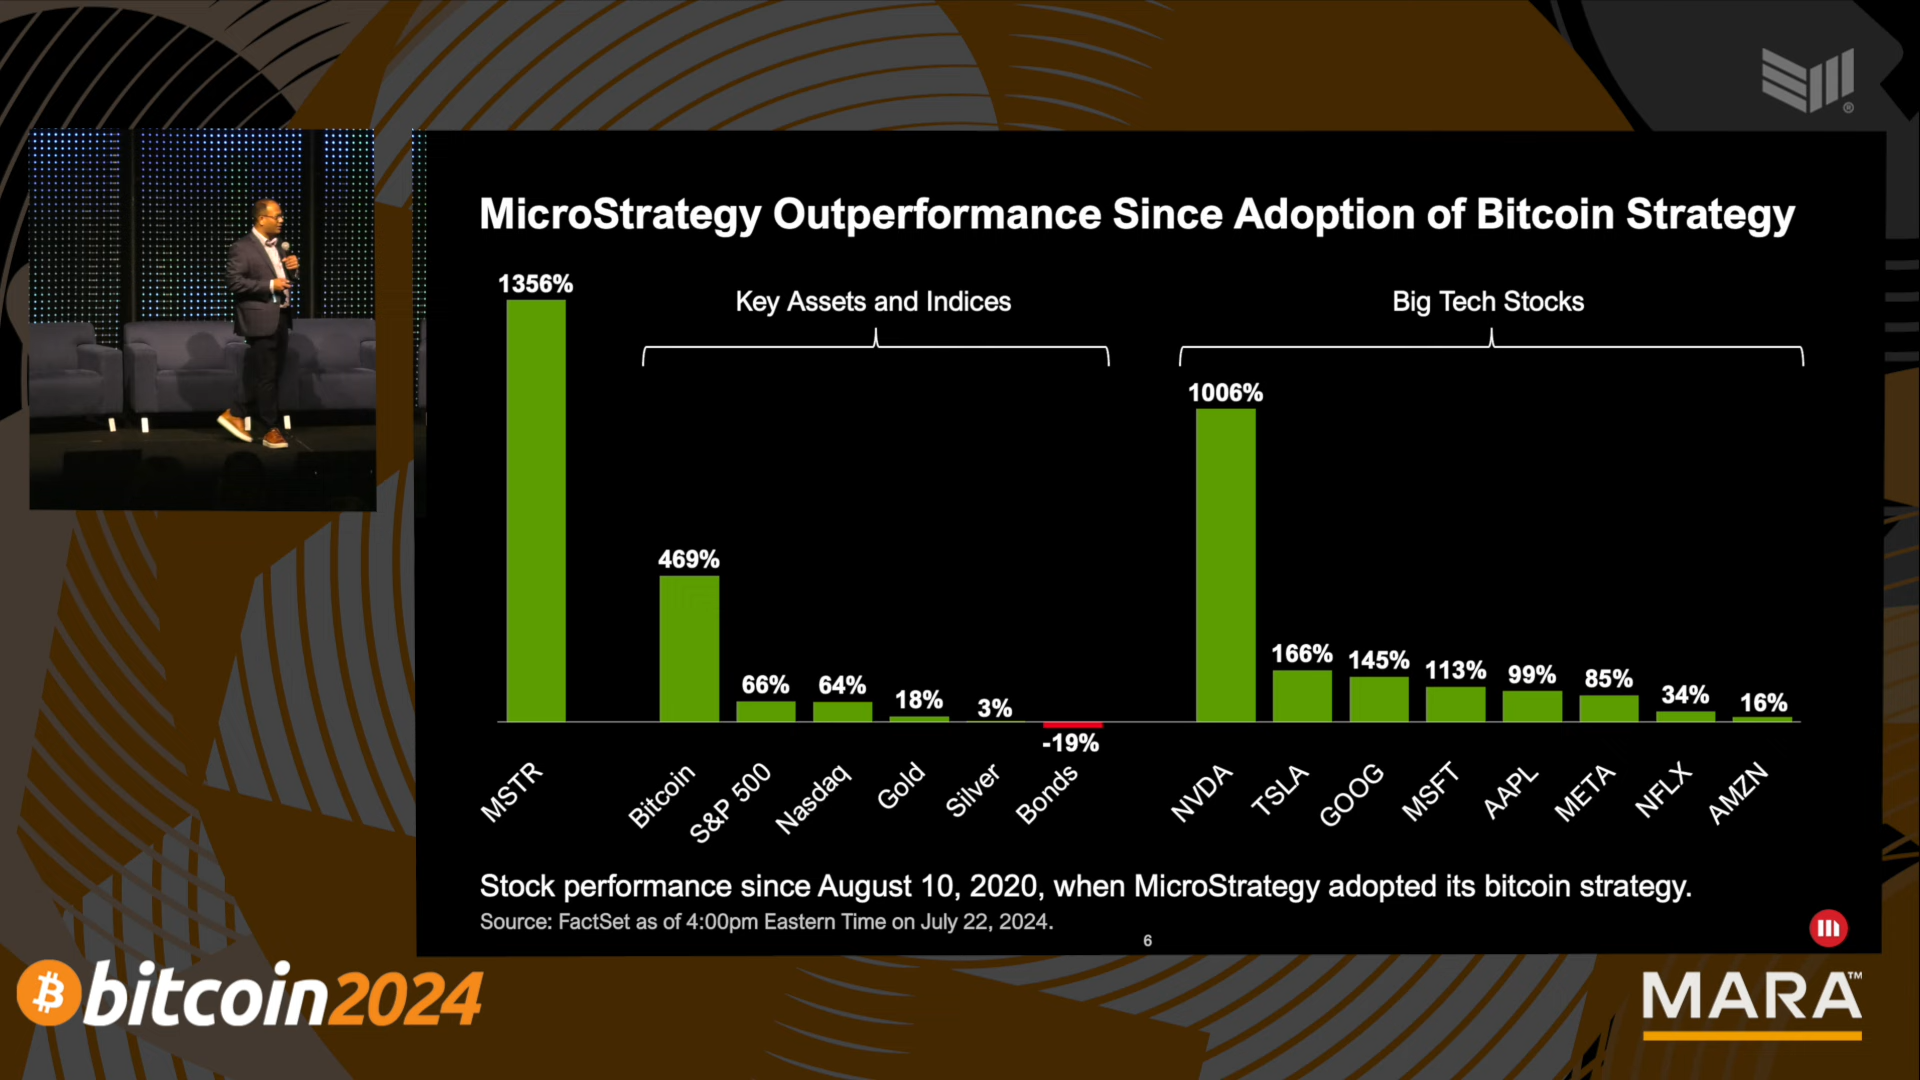 MicroStrategy Outperformance Since Adoption of Bitcoin Strategy
Key Assets and Indices
Big Tech Stocks
1356%
469%
66%
64%
18%
3%
-19%
1006%
166%
145%
113%
99%
85%
34%
16%
MSTR
Bitcoin
S&P 500
Nasdaq
Gold
Silver
Bonds
NVDA
TSLA
GOOG
MSFT
AAPL
META
NFLX
AMZN
Stock performance since August 10, 2020, when MicroStrategy adopted its bitcoin strategy.
Source: FactSet as of 4:00pm Eastern Time on July 22, 2024.
6
bitcoin2024
MARA™
®